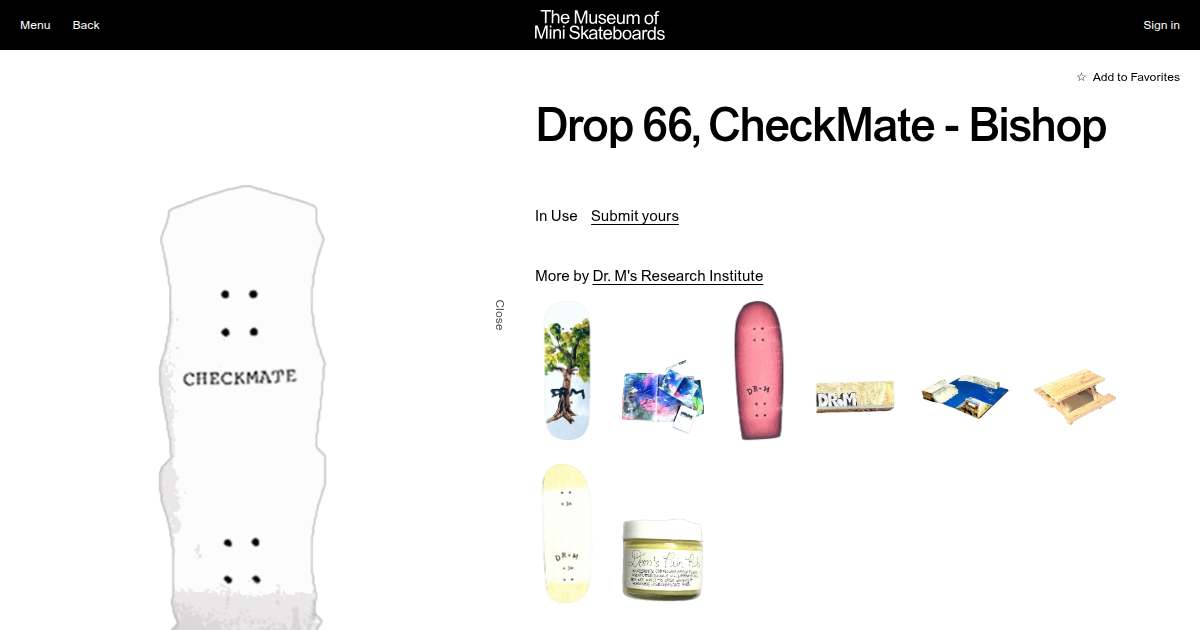 Menu
Back
The Museum of
Mini Skateboards
Sign in
☆ Add to Favorites
Drop 66, CheckMate - Bishop
In Use
Submit yours
More by Dr. M's Research Institute
Close
CHECKMATE
DR•M
DR•M
DR•M